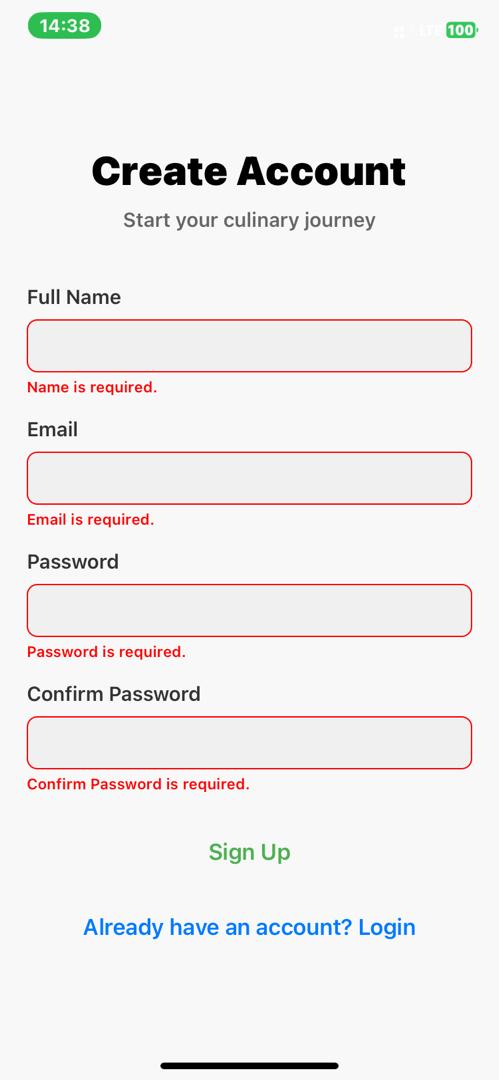 14:38
LTE 100
Create Account
Start your culinary journey
Full Name
Name is required.
Email
Email is required.
Password
Password is required.
Confirm Password
Confirm Password is required.
Sign Up
Already have an account? Login